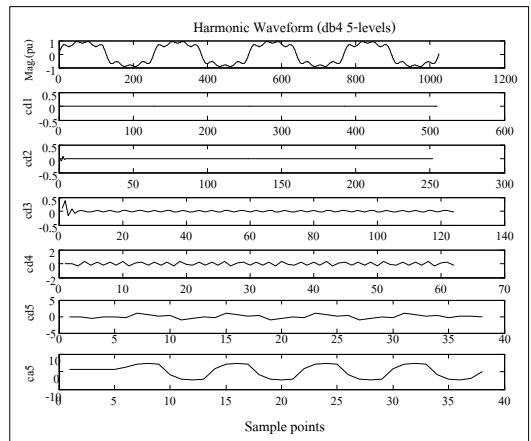 Harmonic Waveform (db4 5-levels)
Mag.(pu)
1
0
-1
0 200 400 600 800 1000 1200
cd1
0.5
0
-0.5
0 100 200 300 400 500 600
cd2
0.5
0
-0.5
0 50 100 150 200 250 300
cd3
0.5
0
-0.5
0 20 40 60 80 100 120 140
cd4
2
0
-2
0 10 20 30 40 50 60 70
cd5
5
0
-5
0 5 10 15 20 25 30 35 40
ca5
10
0
-10
0 5 10 15 20 25 30 35 40
Sample points